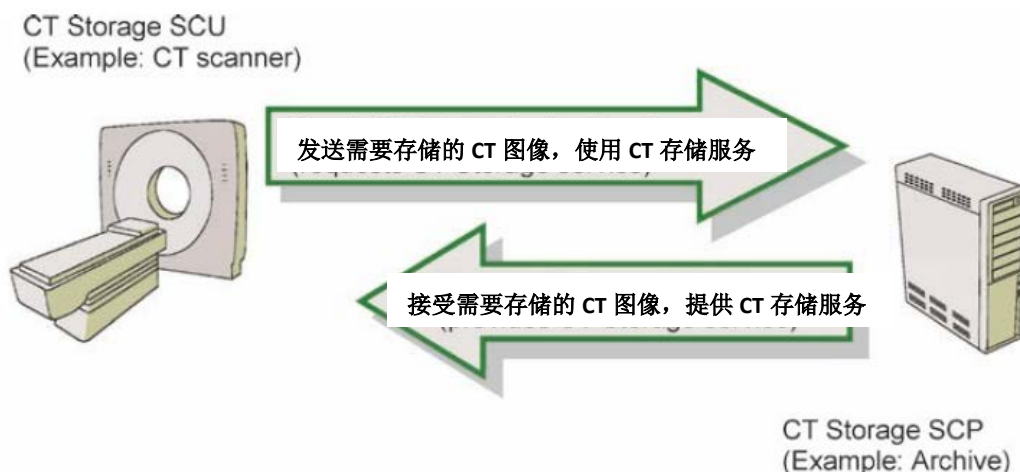 CT Storage SCU
(Example: CT scanner)
发送需要存储的 CT 图像，使用 CT 存储服务
接受需要存储的 CT 图像，提供 CT 存储服务
CT Storage SCP
(Example: Archive)